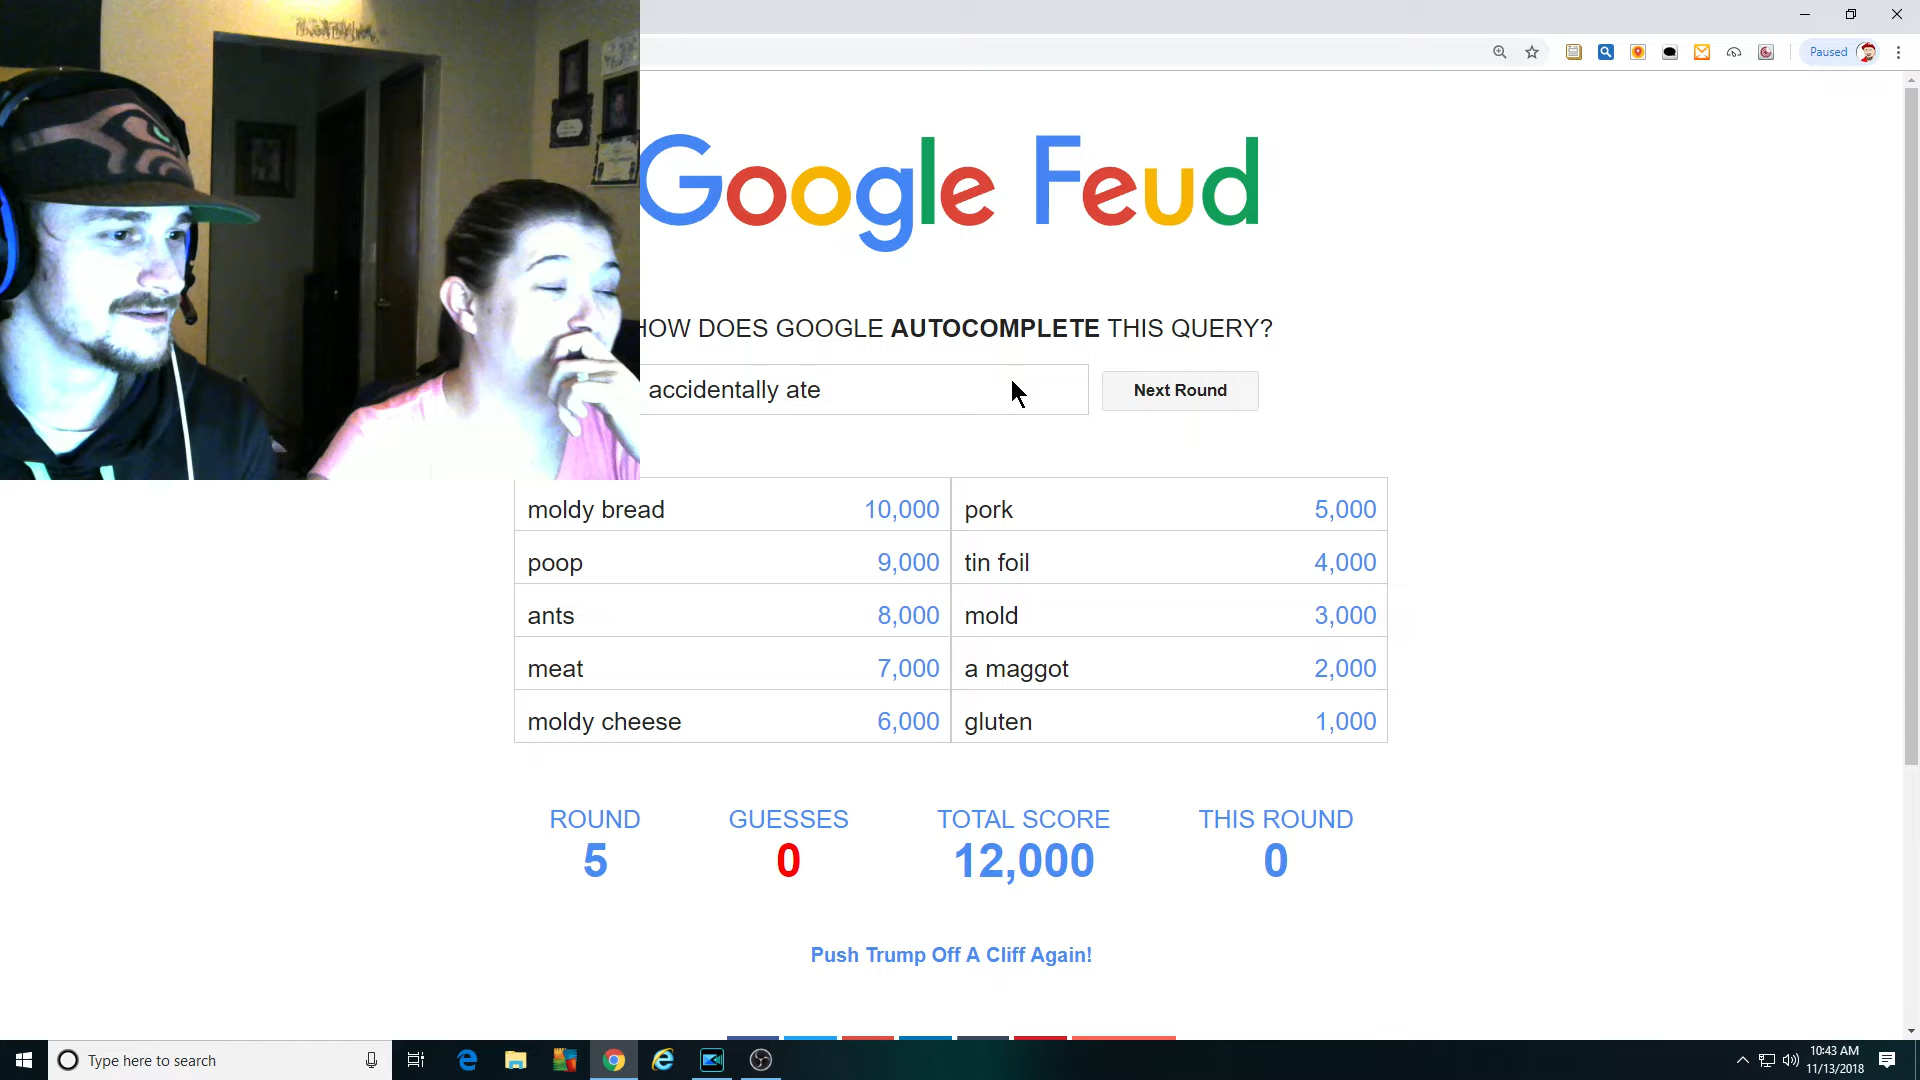 Paused
Google Feud
HOW DOES GOOGLE AUTOCOMPLETE THIS QUERY?
accidentally ate
Next Round
moldy bread 10,000 pork 5,000
poop 9,000 tin foil 4,000
ants 8,000 mold 3,000
meat 7,000 a maggot 2,000
moldy cheese 6,000 gluten 1,000
ROUND GUESSES TOTAL SCORE THIS ROUND
5 0 12,000 0
Push Trump Off A Cliff Again!
Type here to search
10:43 AM
11/13/2018